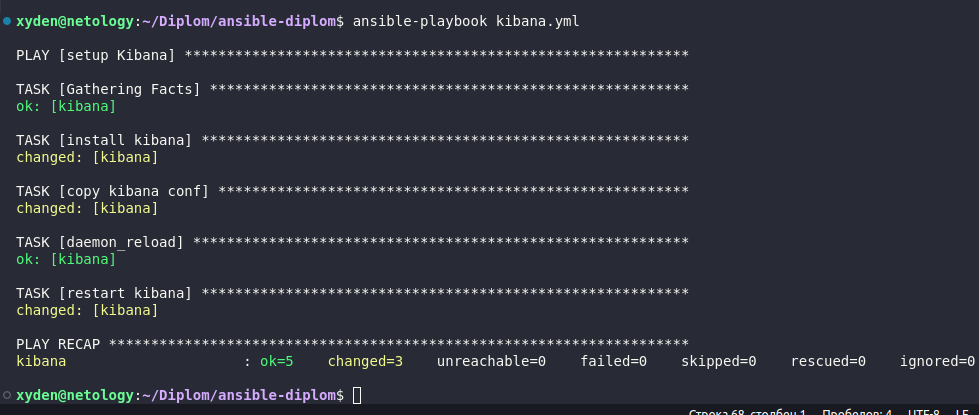 xyden@netology:~/Diplom/ansible-diplom$ ansible-playbook kibana.yml
PLAY [setup Kibana] ************************************************************
TASK [Gathering Facts] *********************************************************
ok: [kibana]
TASK [install kibana] **********************************************************
changed: [kibana]
TASK [copy kibana conf] ********************************************************
changed: [kibana]
TASK [daemon_reload] ***********************************************************
ok: [kibana]
TASK [restart kibana] **********************************************************
changed: [kibana]
PLAY RECAP *********************************************************************
kibana : ok=5 changed=3 unreachable=0 failed=0 skipped=0 rescued=0 ignored=0
xyden@netology:~/Diplom/ansible-diplom$
Строка 68, столбец 1 Пробелов: 4 UTF-8 LF